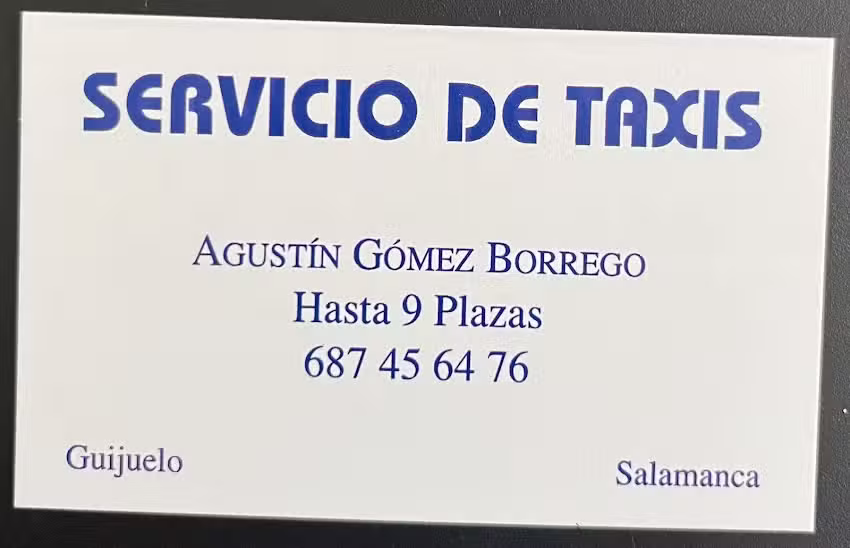 SERVICIO DE TAXIS
AGUSTÍN GÓMEZ BORREGO
Hasta 9 Plazas
687 45 64 76
Guijuelo
Salamanca